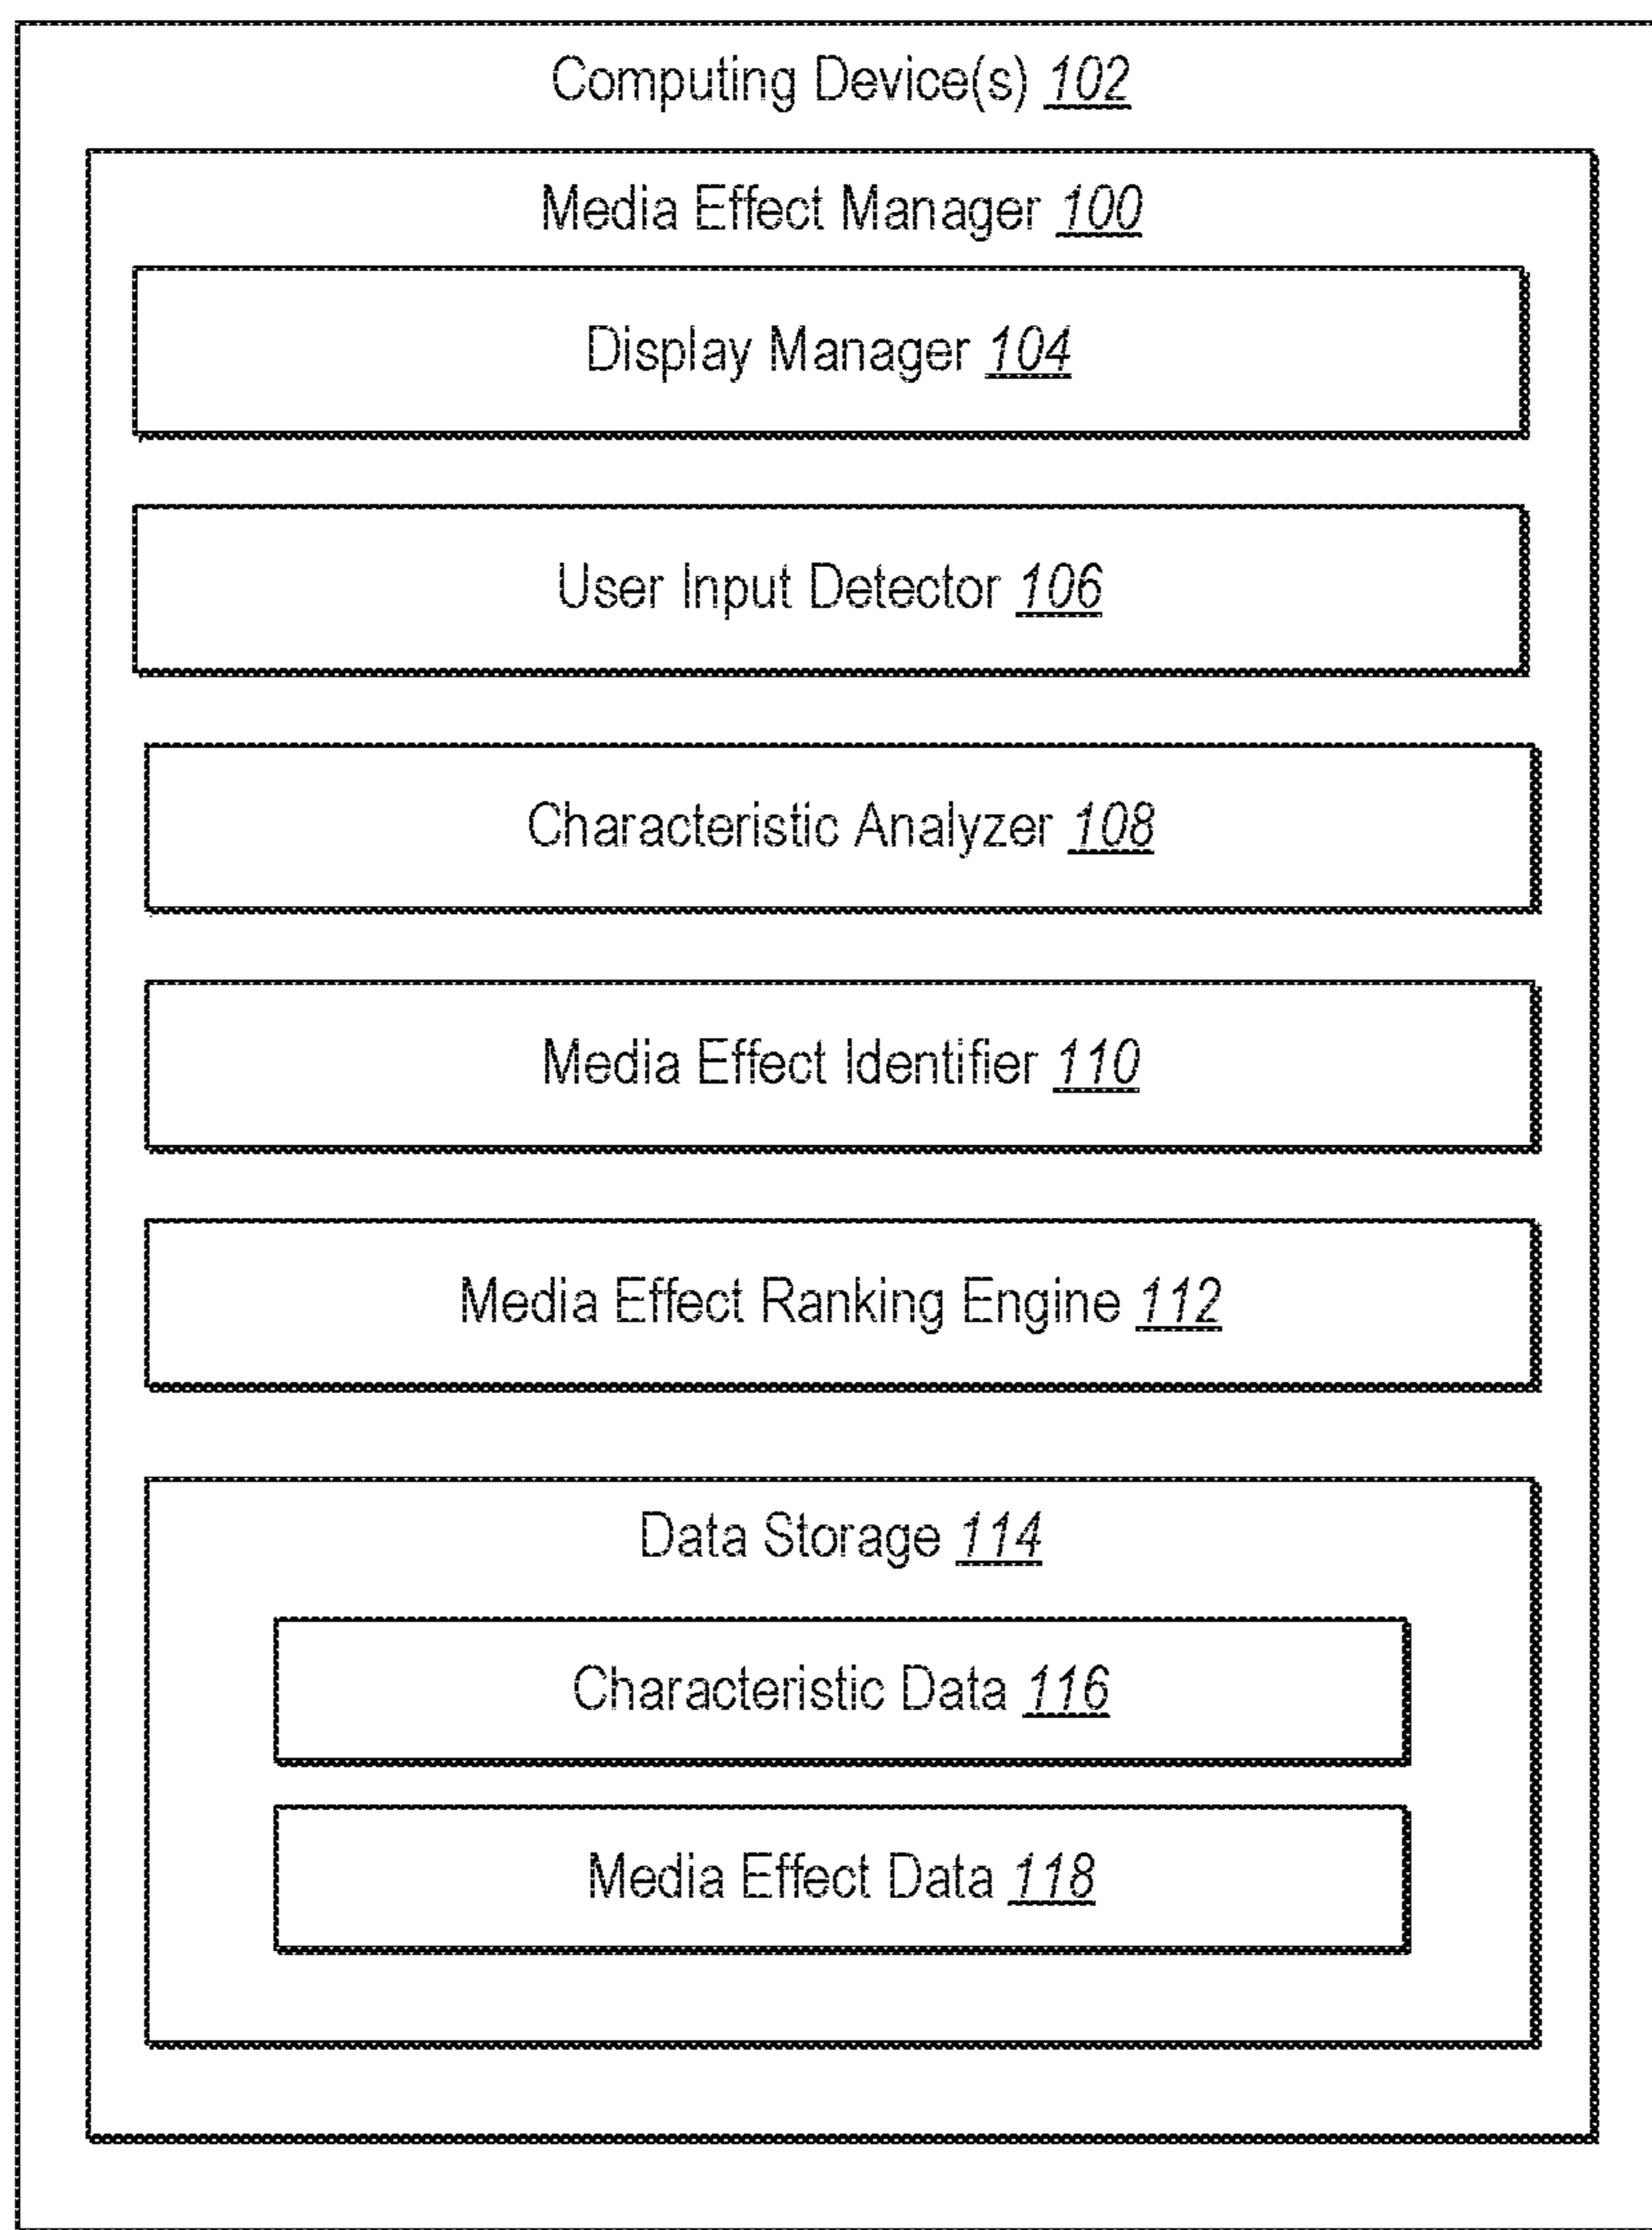 Computing Device(s) 102
Media Effect Manager 100
Display Manager 104
User Input Detector 106
Characteristic Analyzer 108
Media Effect Identifier 110
Media Effect Ranking Engine 112
Data Storage 114
Characteristic Data 116
Media Effect Data 118